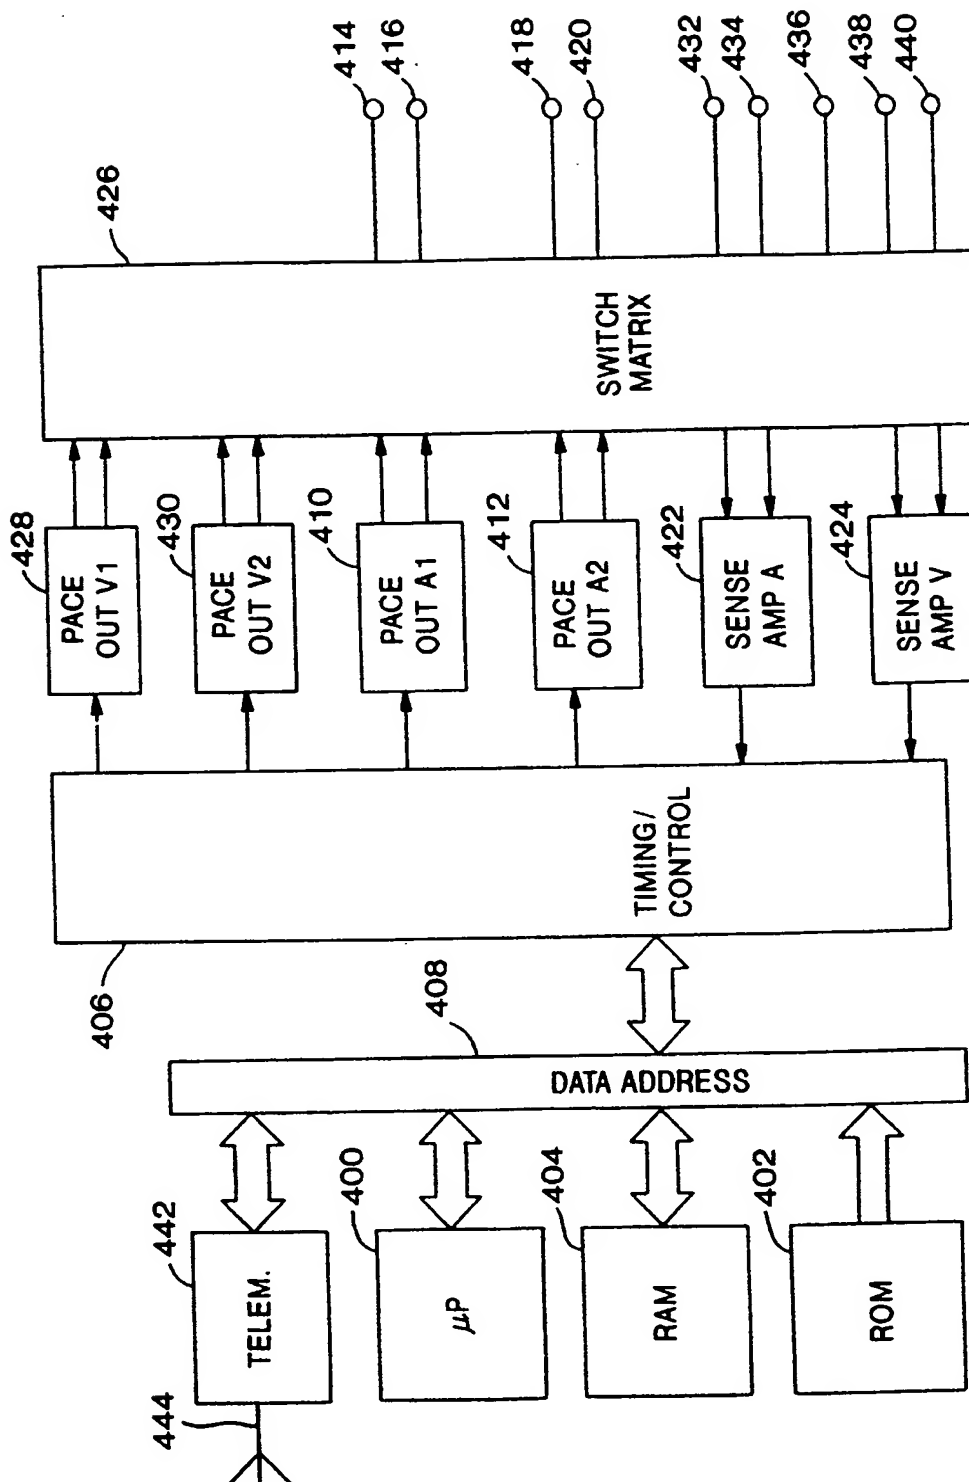 444
442
TELEM.
400
μP
404
RAM
402
ROM
408
DATA ADDRESS
406
TIMING/
CONTROL
428
PACE
OUT V1
430
PACE
OUT V2
410
PACE
OUT A1
412
PACE
OUT A2
422
SENSE
AMP A
424
SENSE
AMP V
426
SWITCH
MATRIX
414
416
418
420
432
434
436
438
440